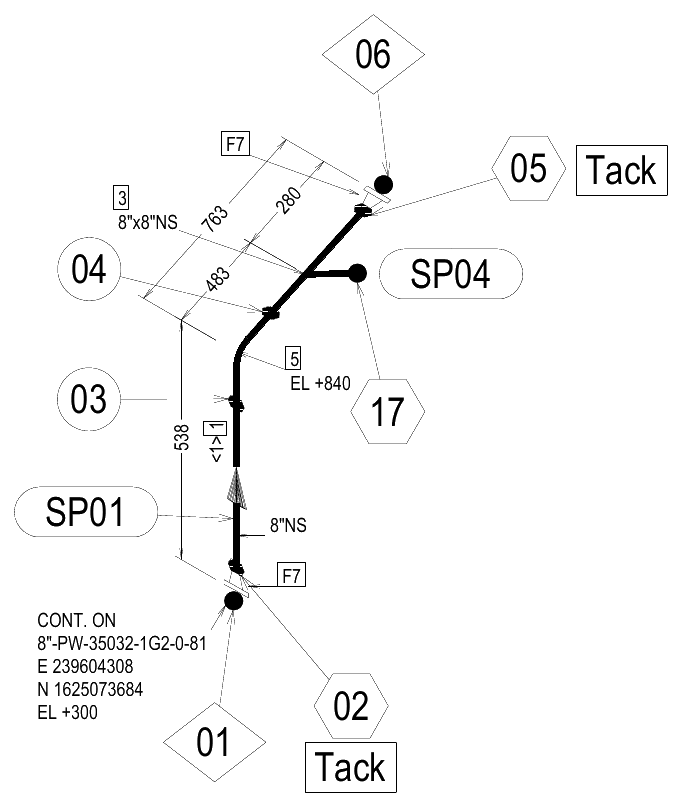 06
F7
05
Tack
280
3
8"x8"NS
763
483
04
SP04
5
EL +840
03
17
538
<1> 1
SP01
8"NS
F7
CONT. ON
8"-PW-35032-1G2-0-81
E 239604308
N 1625073684
EL +300
02
01
Tack